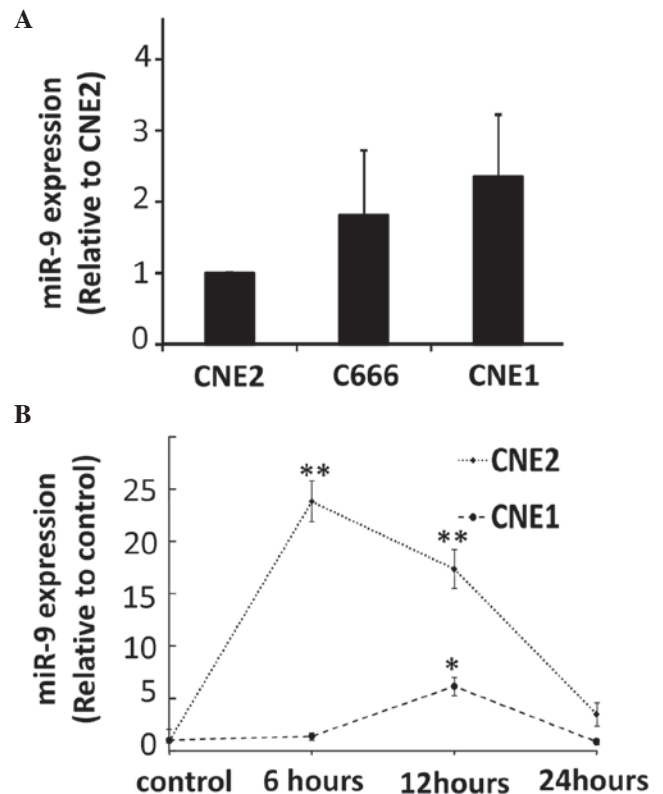 A
miR-9 expression
(Relative to CNE2)
4
3
2
1
0
CNE2 C666 CNE1
B
miR-9 expression
(Relative to control)
25
20
15
10
5
0
** 
**
*
CNE2
CNE1
control 6 hours 12hours 24hours